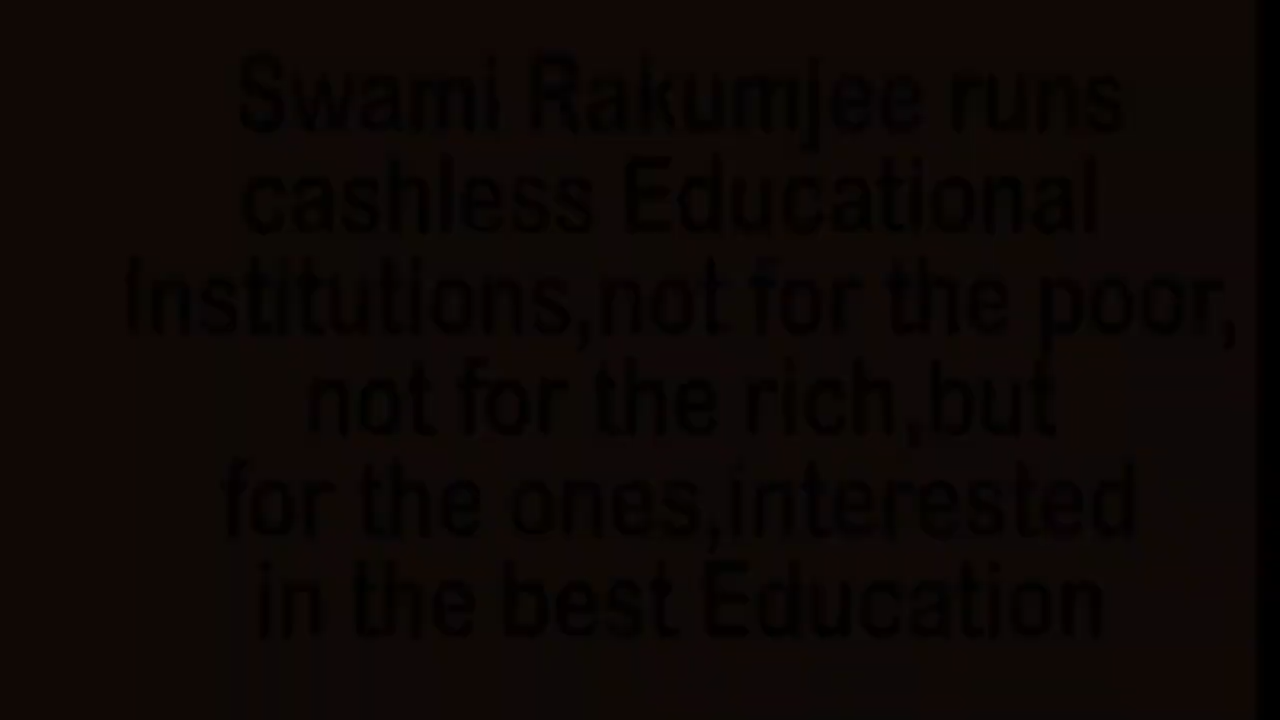 Swami Rakumjee runs
cashless Educational
Institutions,not for the poor,
not for the rich,but
for the ones,interested
in the best Education